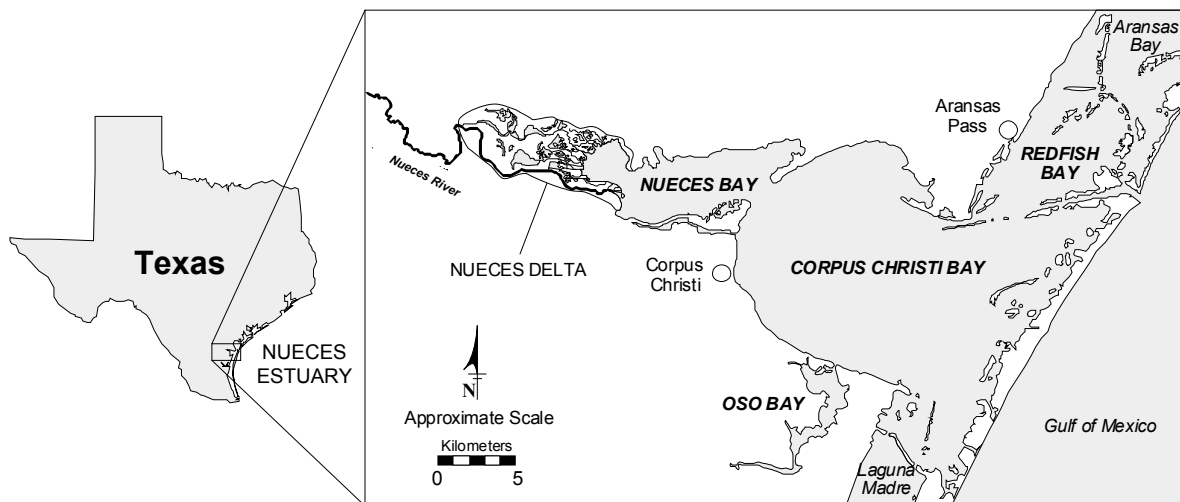 Texas
NUECES
ESTUARY
Nueces River
NUECES DELTA
NUECES BAY
Corpus
Christi
CORPUS CHRISTI BAY
Aransas
Pass
REDFISH
BAY
Aransas
Bay
OSO BAY
Laguna
Madre
Gulf of Mexico
N
Approximate Scale
Kilometers
0 5